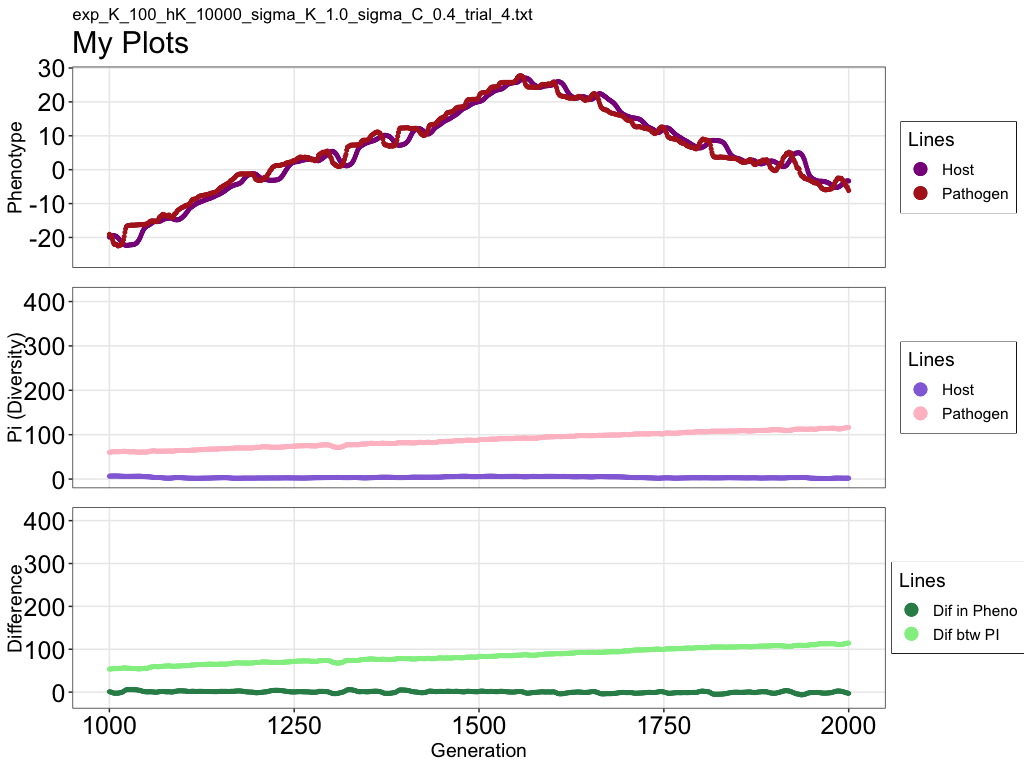 exp_K_100_hK_10000_sigma_K_1.0_sigma_C_0.4_trial_4.txt
My Plots
Phenotype
30
20
10
0
-10
-20
Lines
Host
Pathogen
Pi (Diversity)
400
300
200
100
0
Lines
Host
Pathogen
Difference
400
300
200
100
0
Lines
Dif in Pheno
Dif btw PI
1000 1250 1500 1750 2000
Generation